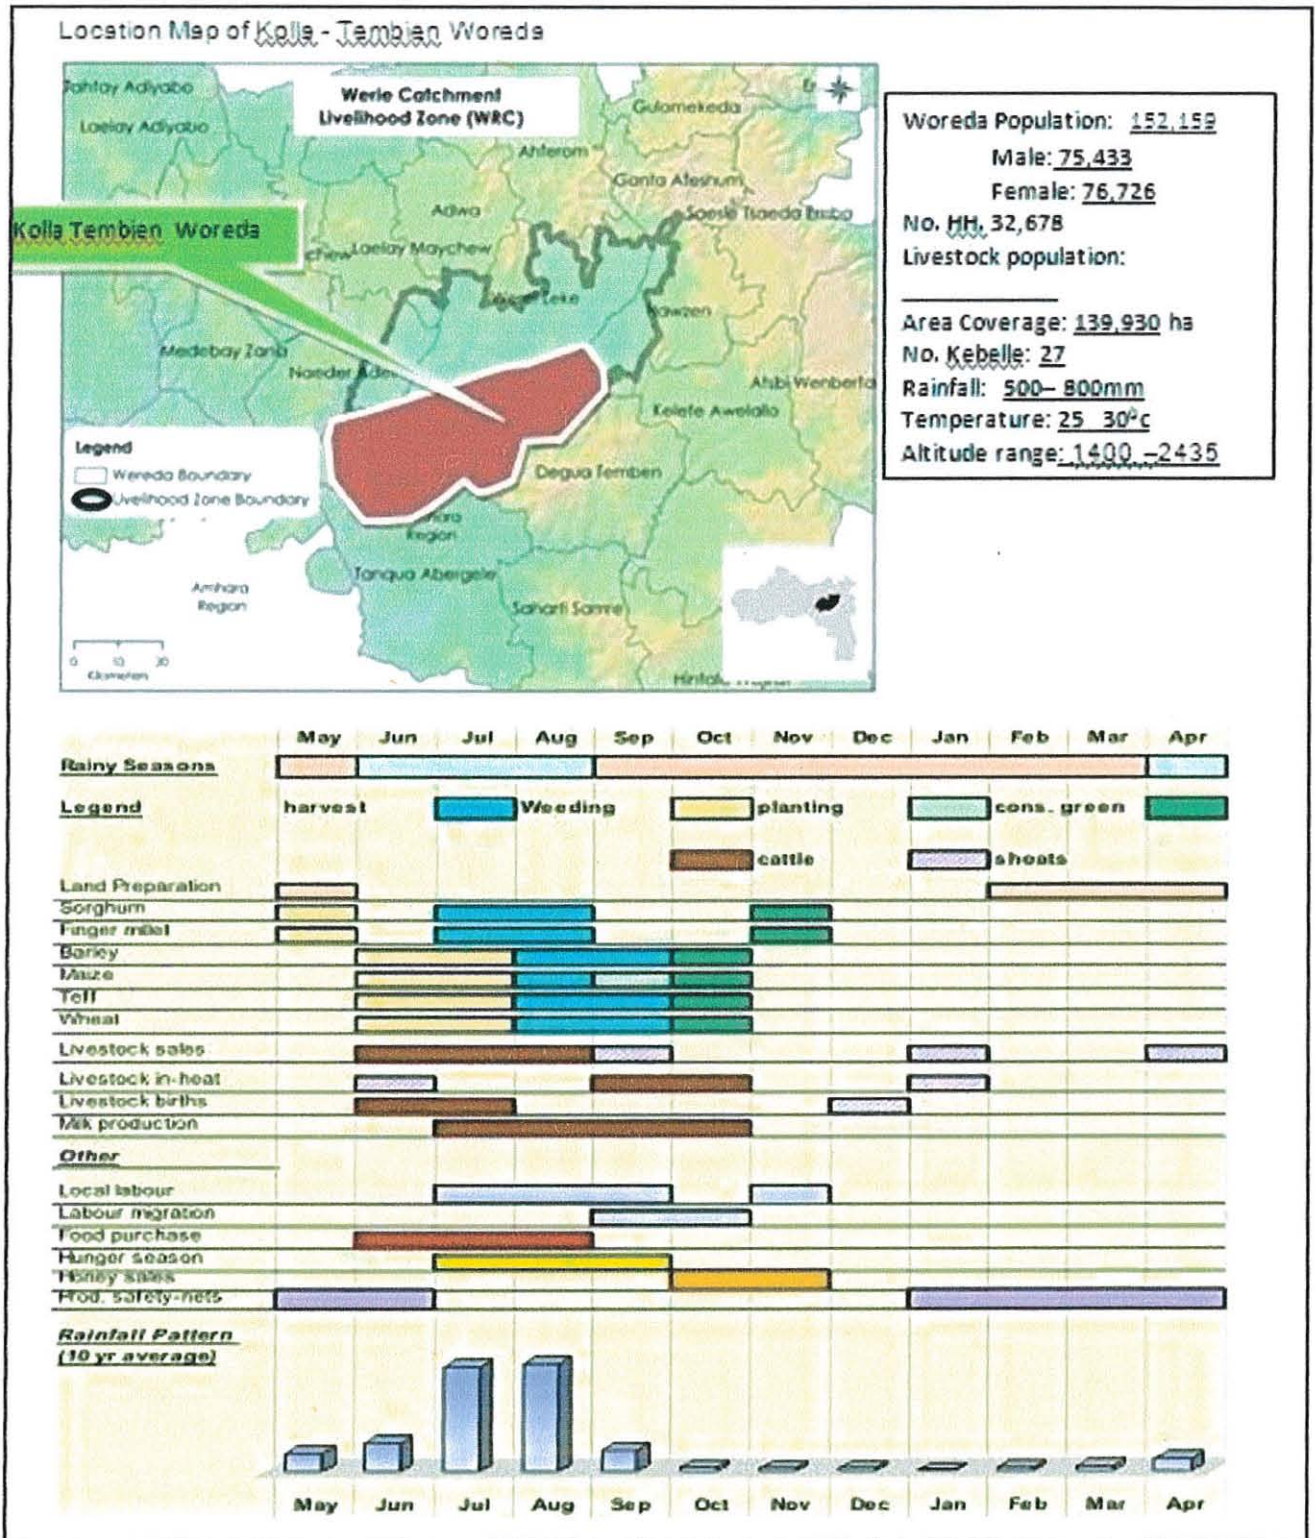 Location Map of Kolla - Tembien Woreda
Werie Catchment
Livelihood Zone (WRC)
Tahtay Adiyabo
Laelay Adiyabo
Gulomekeda
Ahferom
Ganta Afeshum
Adwa
Saesie Tsaeda Emba
Kolla Tembien Woreda
chew
Laelay Maychew
Leke
Hawzen
Medebay Zana
Naeder Adet
Atsbi Wenberta
Kelete Awelallo
Degua Temben
Legend
Wereda Boundary
Livelihood Zone Boundary
Region
Tanqua Abergele
Amhara
Region
Saharti Samre
0 30
Kilometers
Woreda Population: 152,159
Male: 75,433
Female: 76,726
No. HH. 32,678
Livestock population:
Area Coverage: 139,930 ha
No. Kebelle: 27
Rainfall: 500– 800mm
Temperature: 25 30⁰c
Altitude range: 1400 –2435
May Jun Jul Aug Sep Oct Nov Dec Jan Feb Mar Apr
Rainy Seasons
Legend harvest Weeding planting cons. green
cattle shoats
Land Preparation
Sorghum
Finger millet
Barley
Maize
Teff
Wheat
Livestock sales
Livestock in-heat
Livestock births
Milk production
Other
Local labour
Labour migration
Food purchase
Hunger season
Honey sales
Prod. safety-nets
Rainfall Pattern
(10 yr average)
May Jun Jul Aug Sep Oct Nov Dec Jan Feb Mar Apr